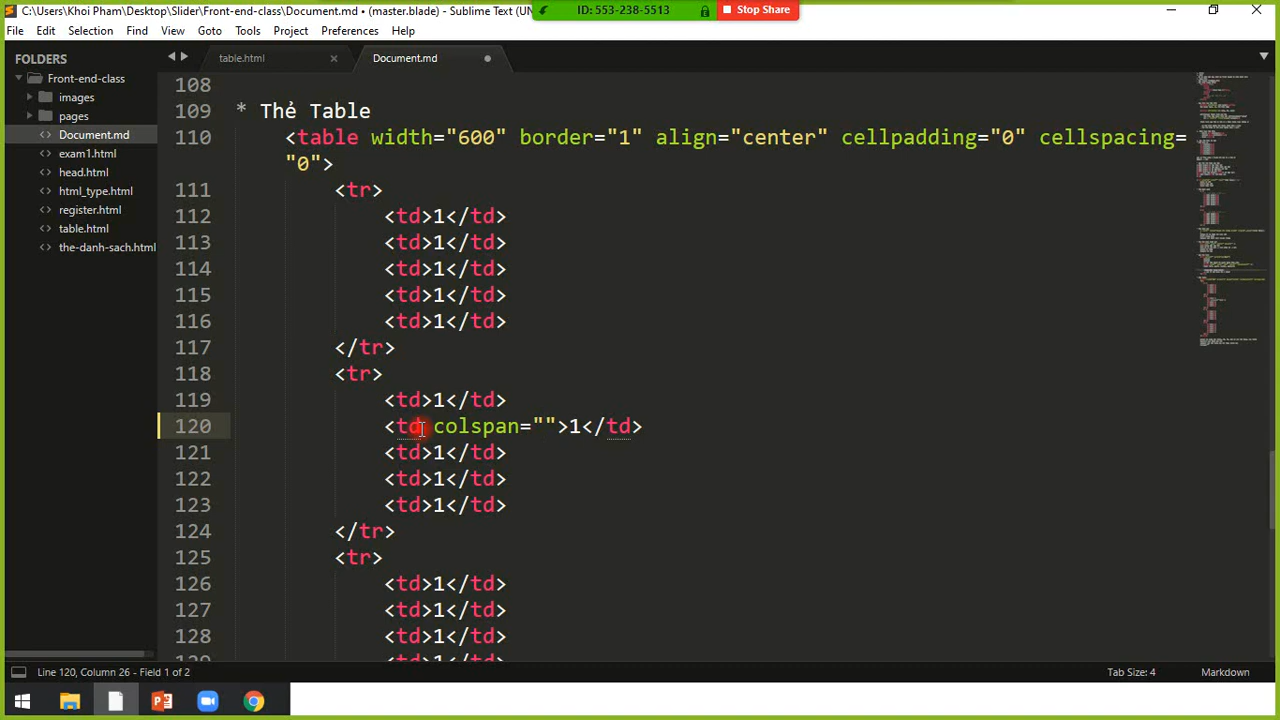 C:\Users\Khoi Pham\Desktop\Slider\Front-end-class\Document.md • (master.blade) - Sublime Text (UN
ID: 553-238-5513
Stop Share
File Edit Selection Find View Goto Tools Project Preferences Help
FOLDERS
Front-end-class
images
pages
Document.md
exam1.html
head.html
html_type.html
register.html
table.html
the-danh-sach.html
table.html
Document.md
108
109 * Thẻ Table
110 <table width="600" border="1" align="center" cellpadding="0" cellspacing=
"0">
111 <tr>
112 <td>1</td>
113 <td>1</td>
114 <td>1</td>
115 <td>1</td>
116 <td>1</td>
117 </tr>
118 <tr>
119 <td>1</td>
120 <td colspan="">1</td>
121 <td>1</td>
122 <td>1</td>
123 <td>1</td>
124 </tr>
125 <tr>
126 <td>1</td>
127 <td>1</td>
128 <td>1</td>
129 <td>1</td>
Line 120, Column 26 - Field 1 of 2
Tab Size: 4
Markdown